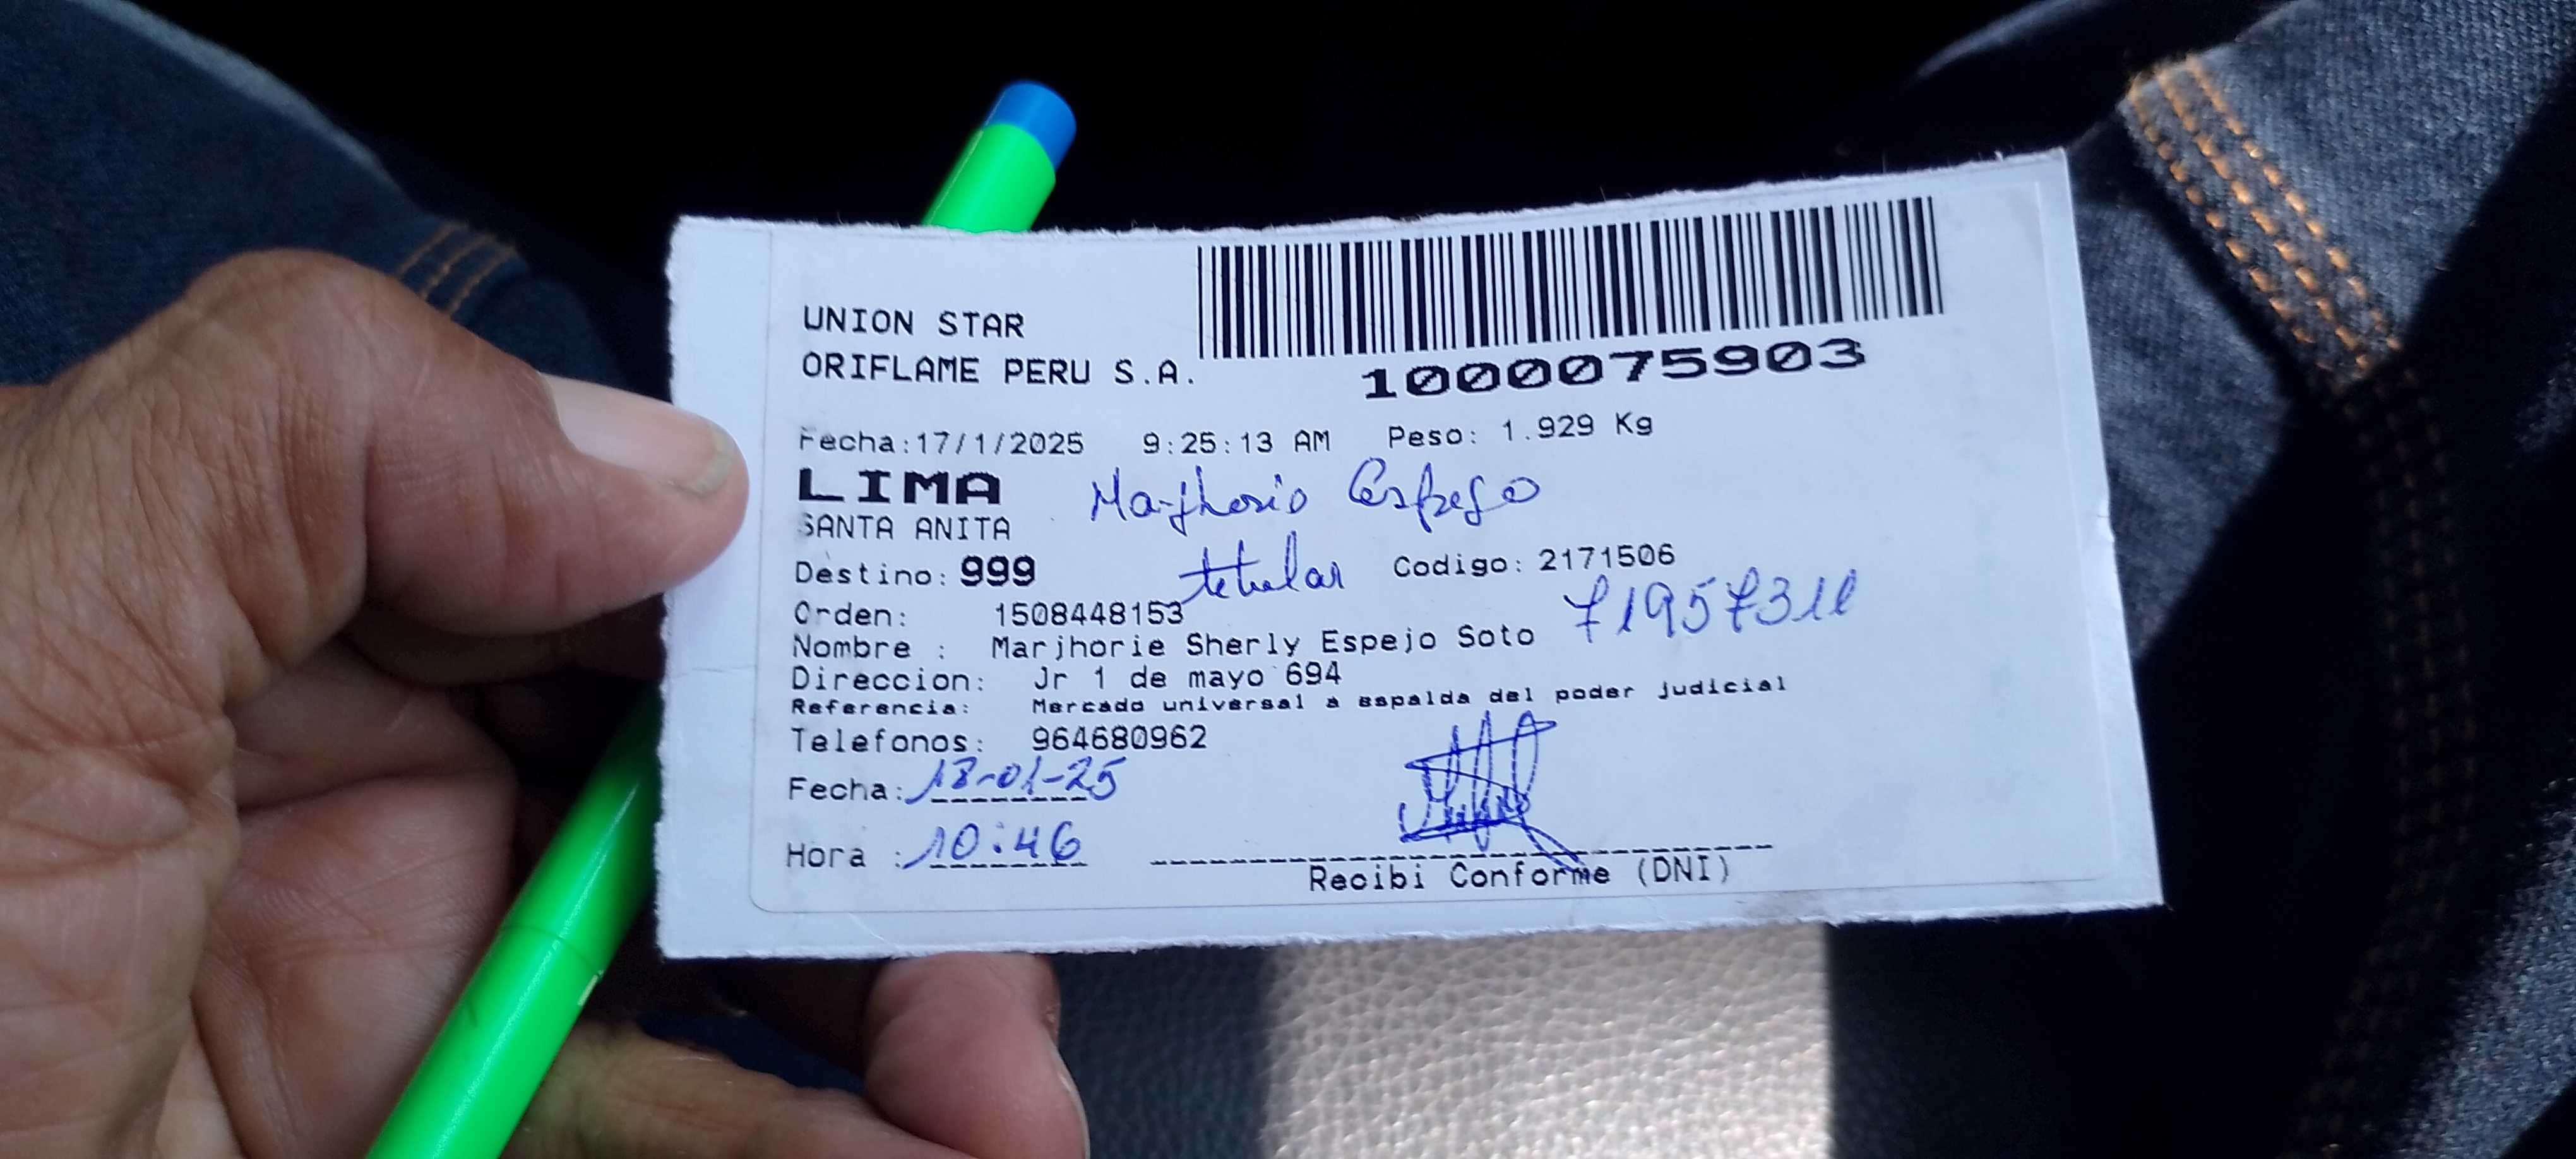 UNION STAR
ORIFLAME PERU S.A.
1000075903
Fecha:17/1/2025 9:25:13 AM Peso: 1.929 Kg
LIMA
SANTA ANITA
Marjhorio Espejo
Destino: 999
titular
Codigo: 2171506
Orden: 1508448153
Nombre : Marjhorie Sherly Espejo Soto
Direccion: Jr 1 de mayo 694
Referencia: Mercado universal a espalda del poder judicial
Telefonos: 964680962
Fecha: 18-01-25
Hora : 10:46
Recibi Conforme (DNI)